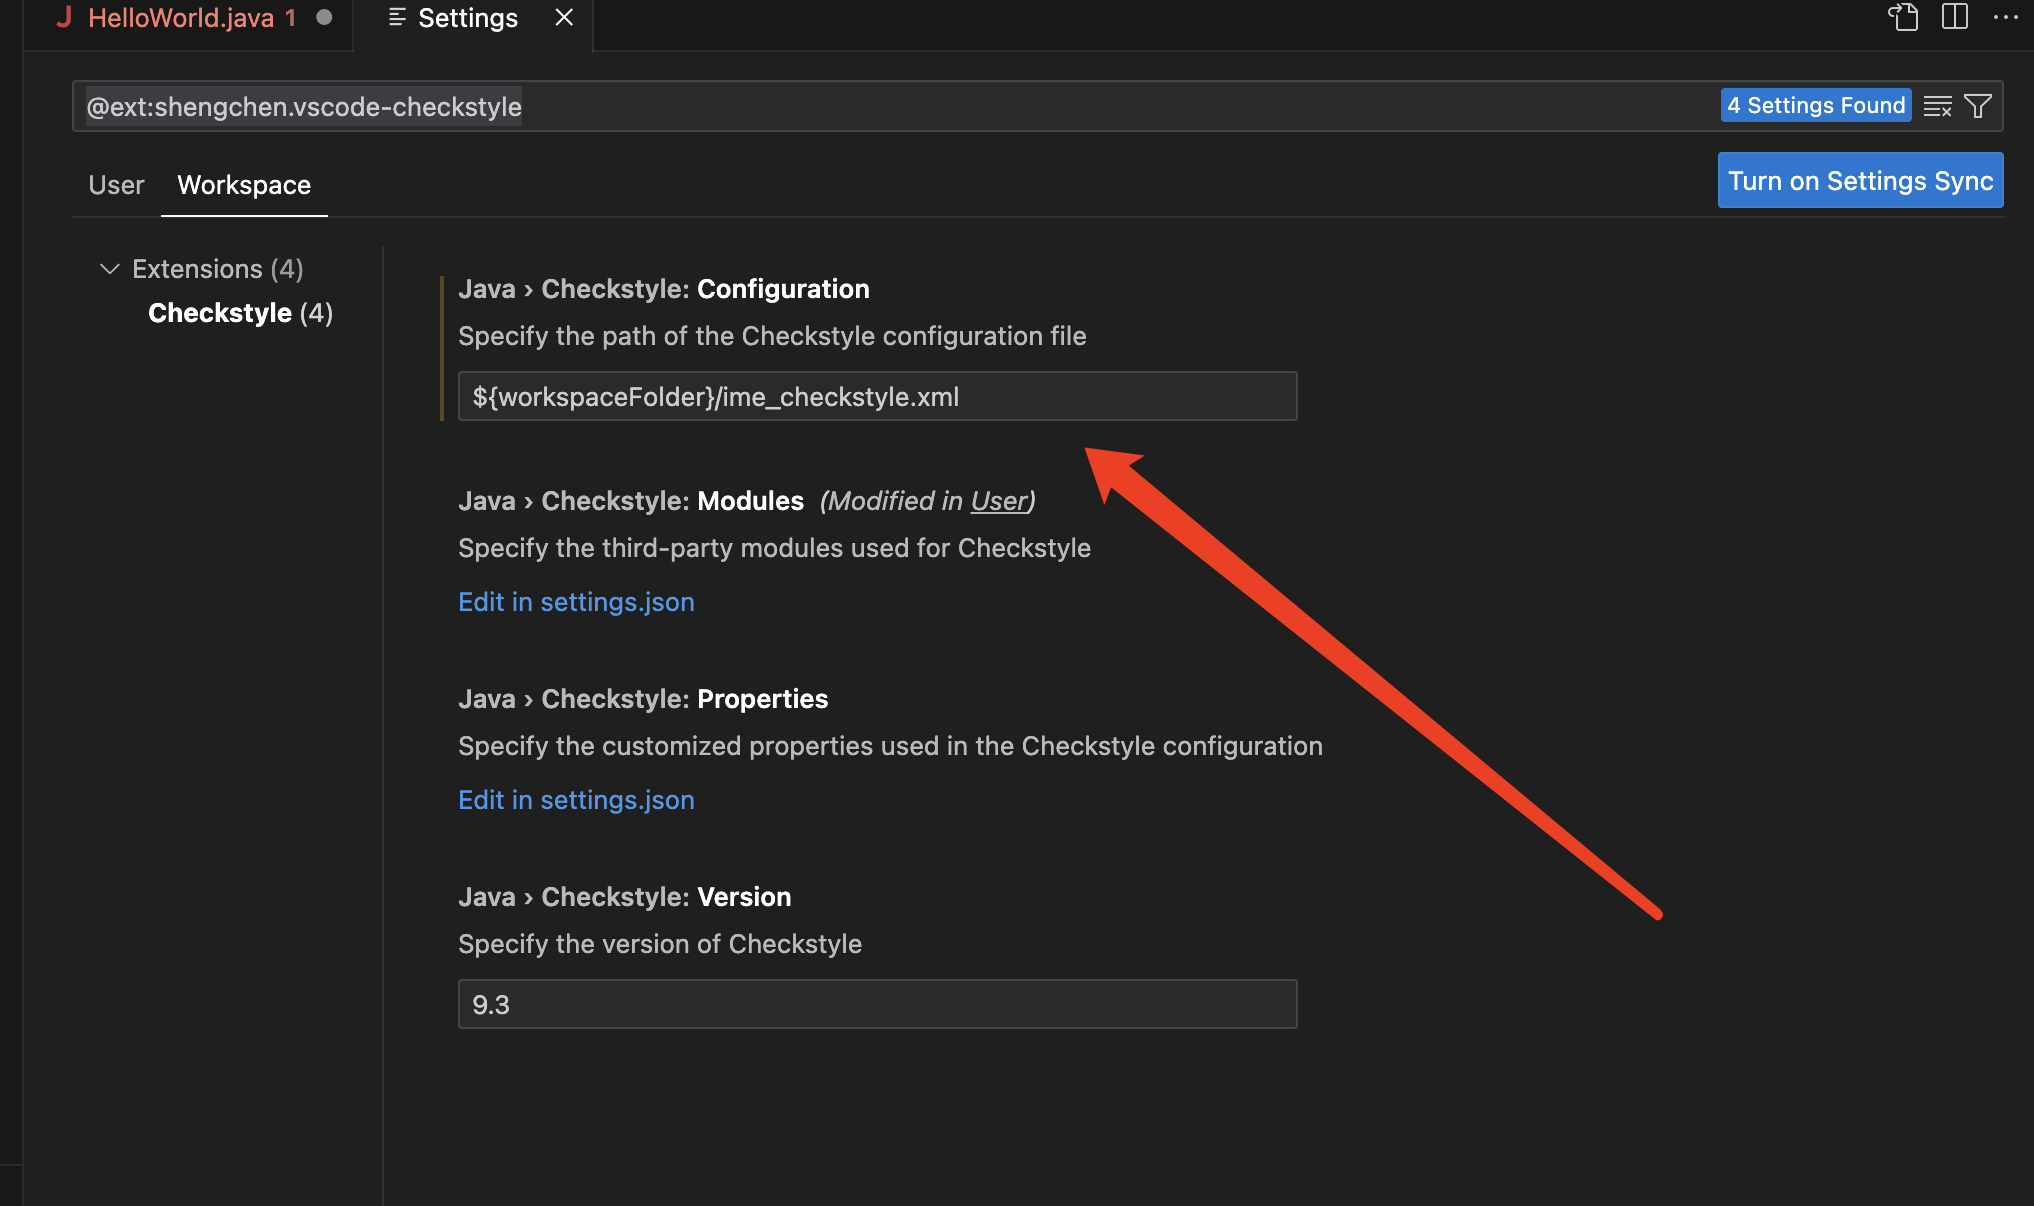 HelloWorld.java 1
Settings
@ext:shengchen.vscode-checkstyle
4 Settings Found
User
Workspace
Turn on Settings Sync
Extensions (4)
Checkstyle (4)
Java › Checkstyle: Configuration
Specify the path of the Checkstyle configuration file
${workspaceFolder}/ime_checkstyle.xml
Java › Checkstyle: Modules (Modified in User)
Specify the third-party modules used for Checkstyle
Edit in settings.json
Java › Checkstyle: Properties
Specify the customized properties used in the Checkstyle configuration
Edit in settings.json
Java › Checkstyle: Version
Specify the version of Checkstyle
9.3